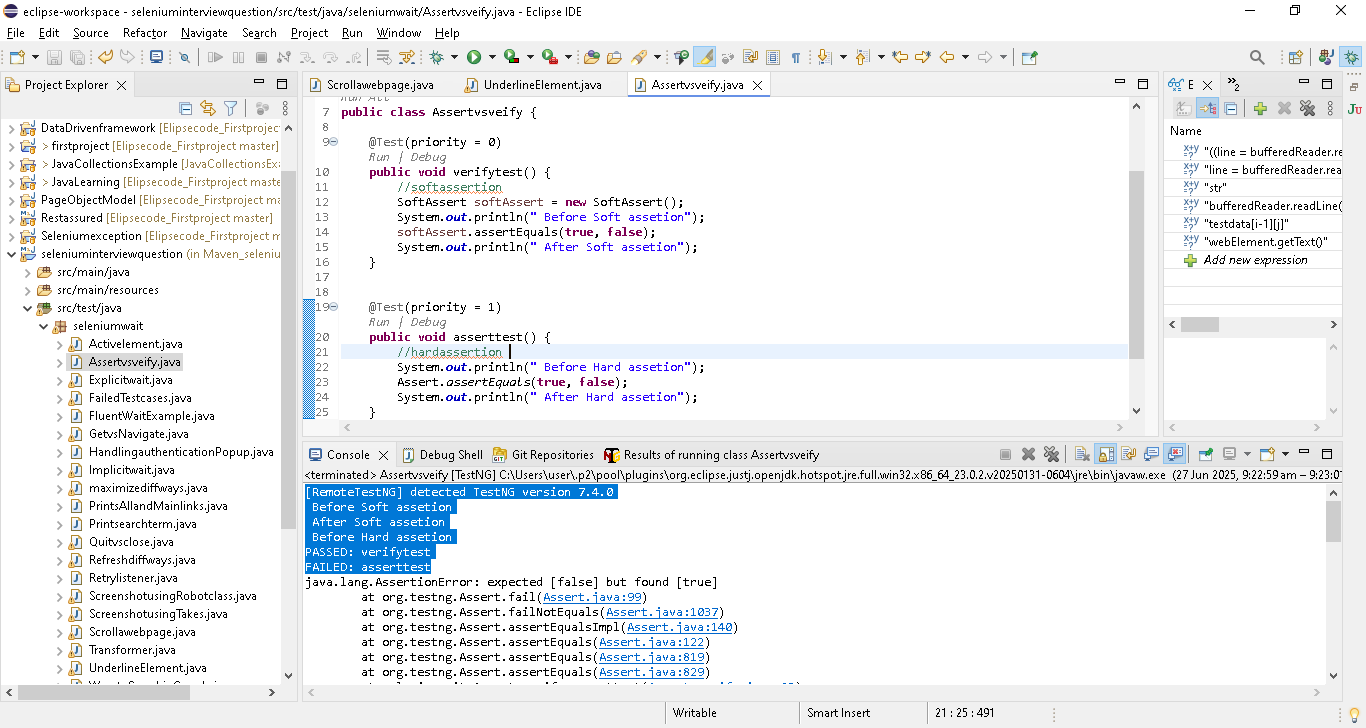 eclipse-workspace - seleniuminterviewquestion/src/test/java/seleniumwait/Assertvsveify.java - Eclipse IDE
File Edit Source Refactor Navigate Search Project Run Window Help
Project Explorer
DataDrivenframework [Elipsecode_Firstproject
> firstproject [Elipsecode_Firstproject master]
> JavaCollectionsExample [JavaCollectionsExa
> JavaLearning [Elipsecode_Firstproject maste
PageObjectModel [Elipsecode_Firstproject m
Restassured [Elipsecode_Firstproject master]
Seleniumexception [Elipsecode_Firstproject m
seleniuminterviewquestion (in Maven_seleniu
src/main/java
src/main/resources
src/test/java
seleniumwait
Activelement.java
Assertvsveify.java
Explicitwait.java
FailedTestcases.java
FluentWaitExample.java
GetvsNavigate.java
HandlingauthenticationPopup.java
Implicitwait.java
maximizediffways.java
PrintsAllandMainlinks.java
Printsearchterm.java
Quitvsclose.java
Refreshdiffways.java
Retrylistener.java
ScreenshotusingRobotclass.java
ScreenshotusingTakes.java
Scrollawebpage.java
Transformer.java
UnderlineElement.java
Scrollawebpage.java UnderlineElement.java Assertvsveify.java
Run All
7 public class Assertvsveify {
8
9 @Test(priority = 0)
Run | Debug
10 public void verifytest() {
11 //softassertion
12 SoftAssert softAssert = new SoftAssert();
13 System.out.println(" Before Soft assetion");
14 softAssert.assertEquals(true, false);
15 System.out.println(" After Soft assetion");
16 }
17
18
19 @Test(priority = 1)
Run | Debug
20 public void asserttest() {
21 //hardassertion
22 System.out.println(" Before Hard assetion");
23 Assert.assertEquals(true, false);
24 System.out.println(" After Hard assetion");
25 }
E 2
Name
"((line = bufferedReader.re
"line = bufferedReader.rea
"str"
"bufferedReader.readLine(
"testdata[i-1][j]"
"webElement.getText()"
Add new expression
Console Debug Shell Git Repositories Results of running class Assertvsveify
<terminated> Assertvsveify [TestNG] C:\Users\user\.p2\pool\plugins\org.eclipse.justj.openjdk.hotspot.jre.full.win32.x86_64_23.0.2.v20250131-0604\jre\bin\javaw.exe (27 Jun 2025, 9:22:59 am – 9:23:0
[RemoteTestNG] detected TestNG version 7.4.0
Before Soft assetion
After Soft assetion
Before Hard assetion
PASSED: verifytest
FAILED: asserttest
java.lang.AssertionError: expected [false] but found [true]
at org.testng.Assert.fail(Assert.java:99)
at org.testng.Assert.failNotEquals(Assert.java:1037)
at org.testng.Assert.assertEqualsImpl(Assert.java:140)
at org.testng.Assert.assertEquals(Assert.java:122)
at org.testng.Assert.assertEquals(Assert.java:819)
at org.testng.Assert.assertEquals(Assert.java:829)
Writable Smart Insert 21 : 25 : 491